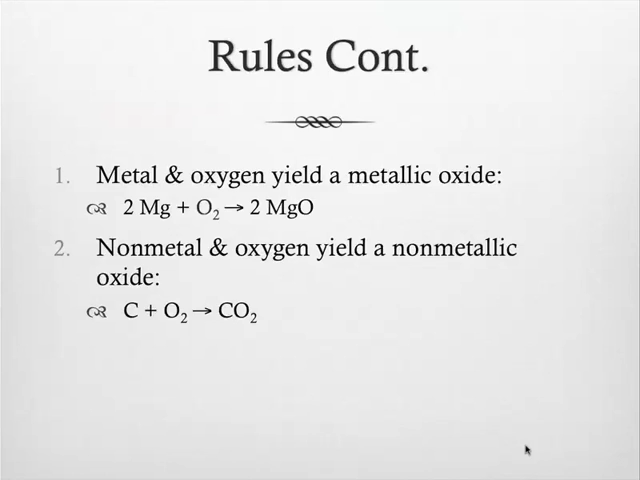 Rules Cont.
1. Metal & oxygen yield a metallic oxide:
2 Mg + O₂ → 2 MgO
2. Nonmetal & oxygen yield a nonmetallic
oxide:
C + O₂ → CO₂